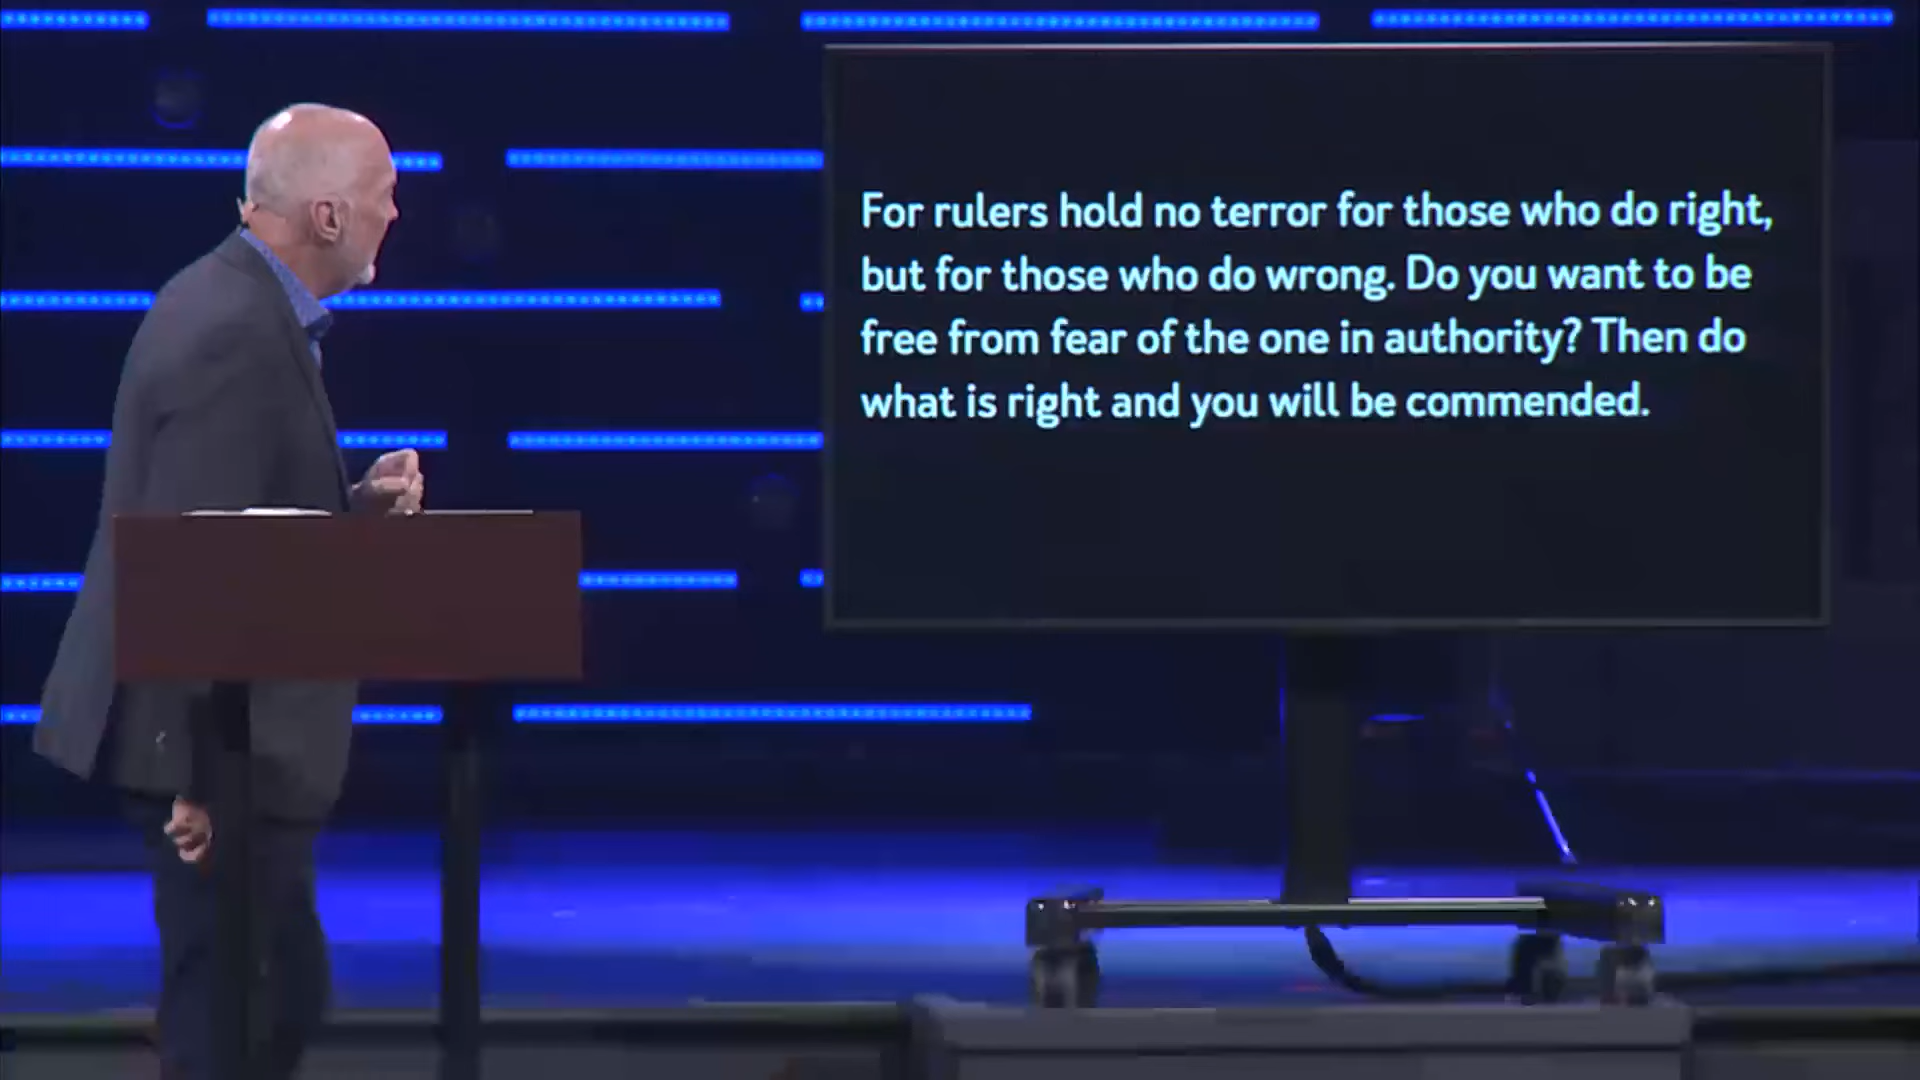 For rulers hold no terror for those who do right,
but for those who do wrong. Do you want to be
free from fear of the one in authority? Then do
what is right and you will be commended.